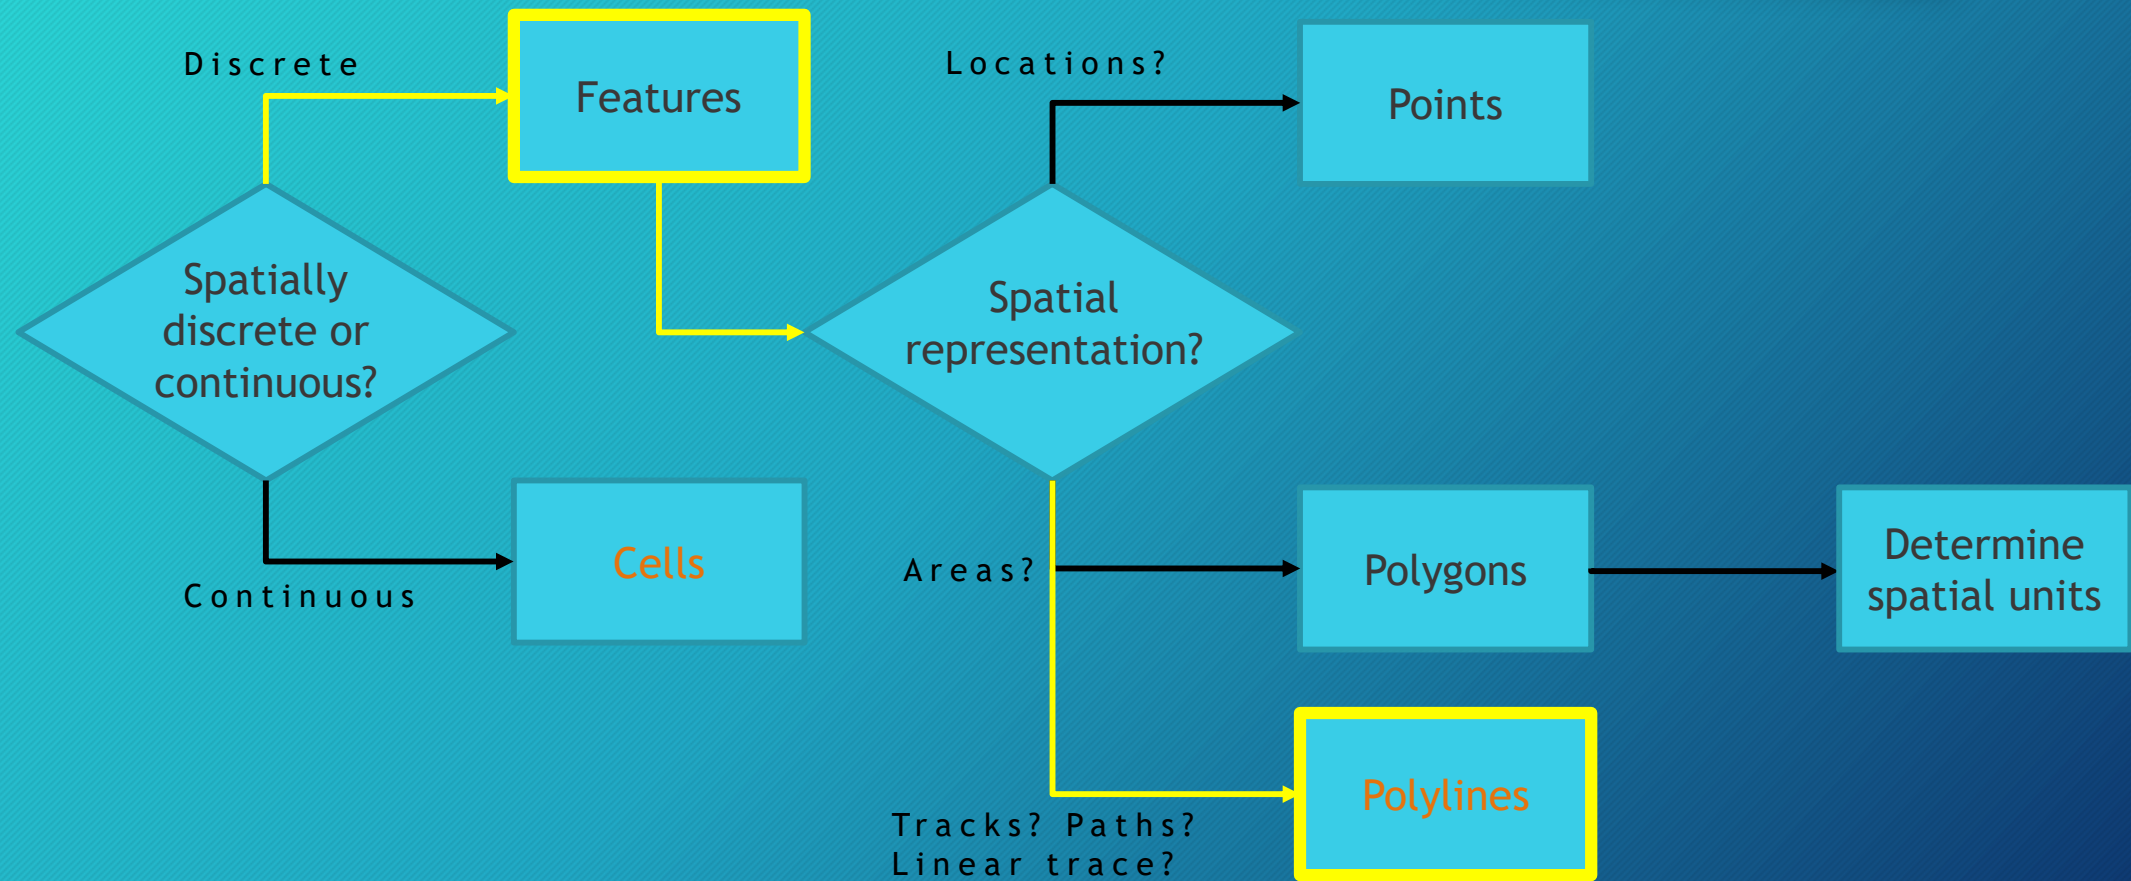 Discrete
Features
Locations?
Points
Spatially
discrete or
continuous?
Spatial
representation?
Continuous
Cells
Areas?
Polygons
Determine
spatial units
Tracks? Paths?
Linear trace?
Polylines